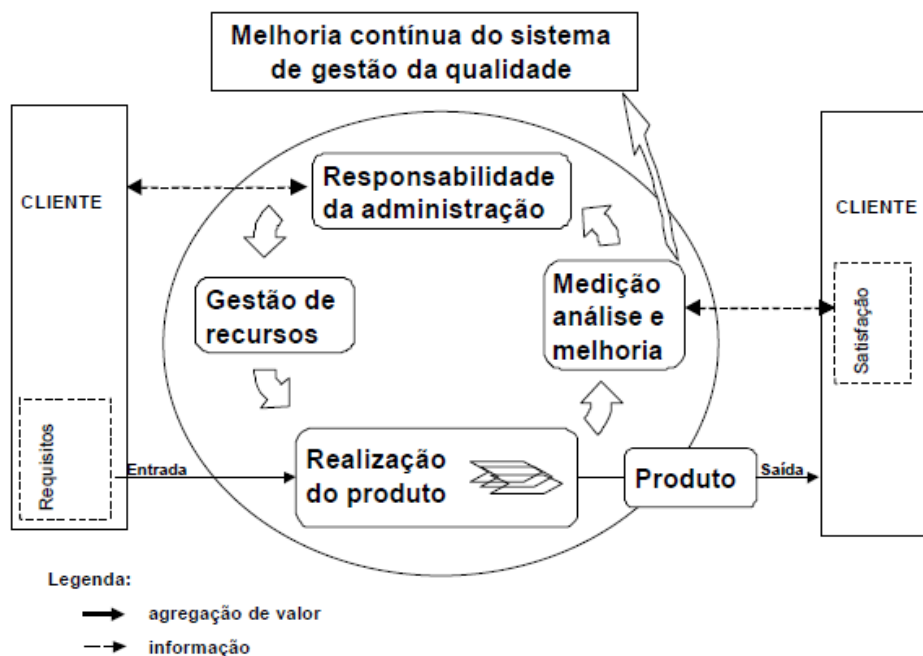 Melhoria contínua do sistema
de gestão da qualidade
CLIENTE
Requisitos
Responsabilidade
da administração
Gestão de
recursos
Medição
análise e
melhoria
CLIENTE
Satisfação
Entrada
Realização
do produto
Produto
Saída
Legenda:
agregação de valor
informação